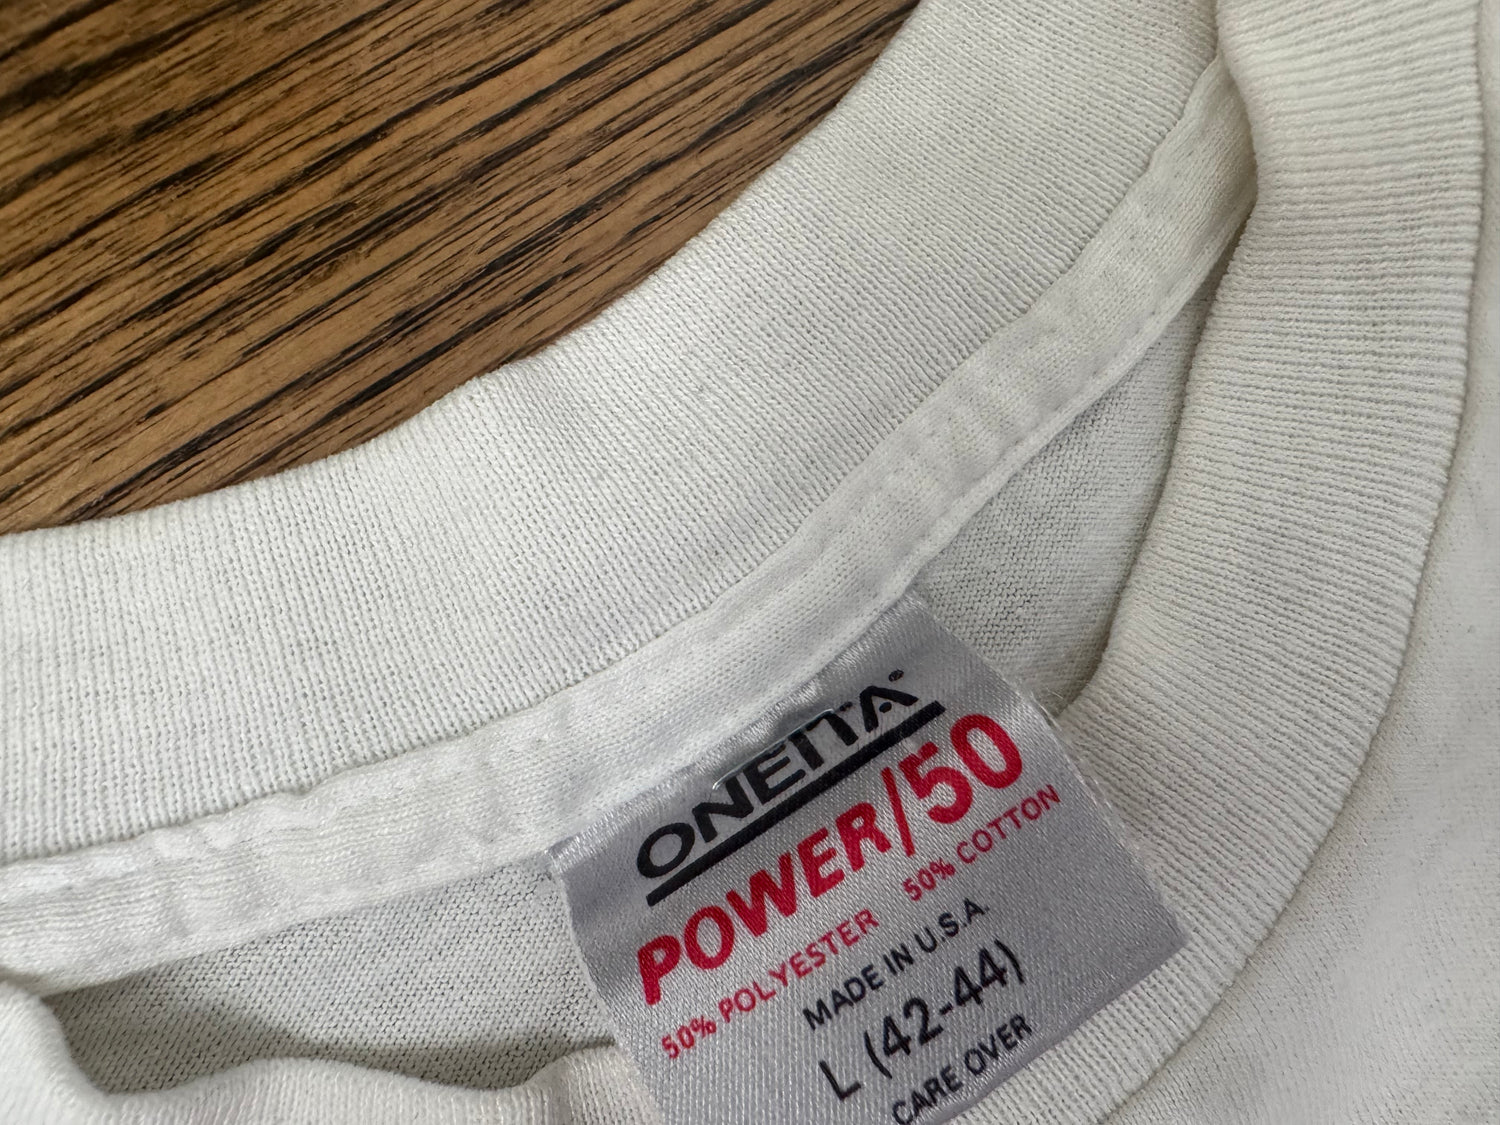 ONEITA®
POWER/50
50% POLYESTER 50% COTTON
MADE IN U.S.A.
L (42-44)
CARE OVER